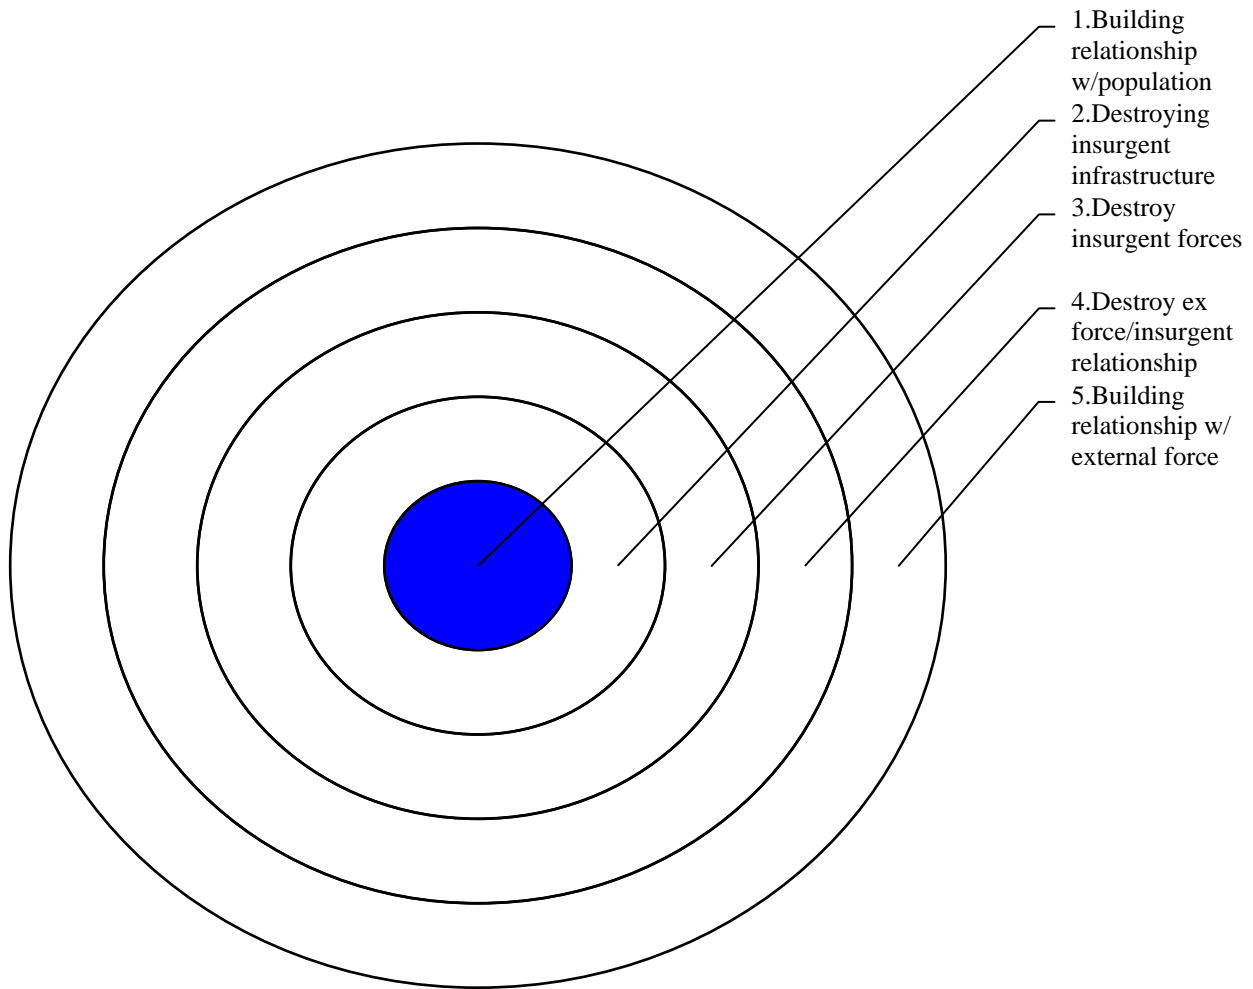 1.Building
relationship
w/population
2.Destroying
insurgent
infrastructure
3.Destroy
insurgent forces
4.Destroy ex
force/insurgent
relationship
5.Building
relationship w/
external force